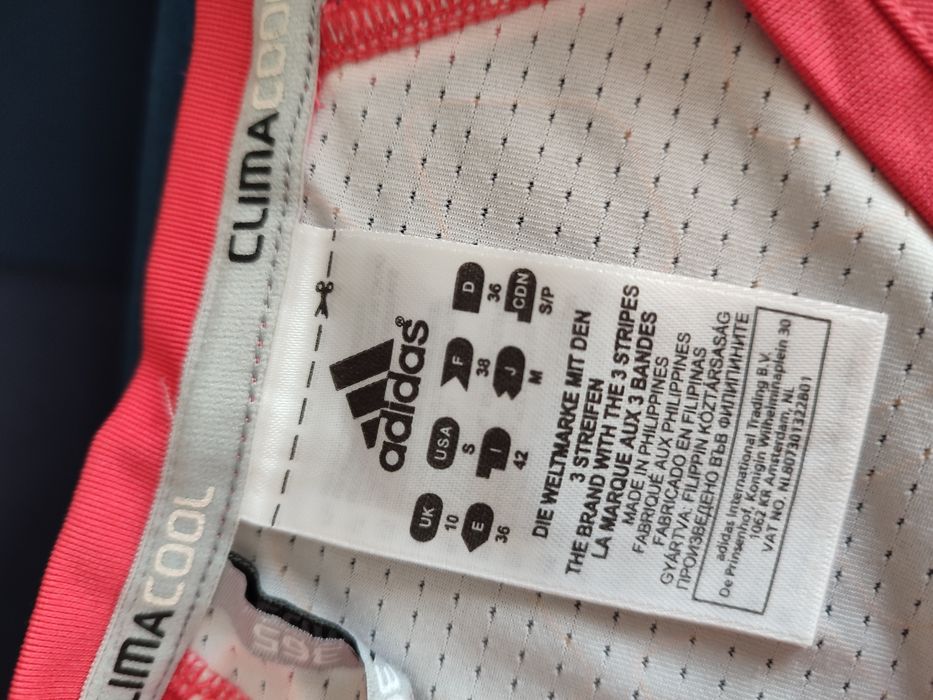 CLIMACOOL
CLIMACOOL
adidas®
UK USA F D
10 S 38 36
E I J CDN
36 42 M S/P
DIE WELTMARKE MIT DEN
3 STREIFEN
THE BRAND WITH THE 3 STRIPES
LA MARQUE AUX 3 BANDES
MADE IN PHILIPPINES
FABRIQUÉ AUX PHILIPPINES
FABRICADO EN FILIPINAS
GYÁRTVA: FILIPPIN KÖZTÁRSASÁG
ПРОИЗВЕДЕНО ВЪВ ФИЛИПИНИТЕ
adidas International Trading B.V.
De Prinsenhof, Koningin Wilhelminaplein 30
1062 KR Amsterdam, NL
VAT NO. NL807301322B01